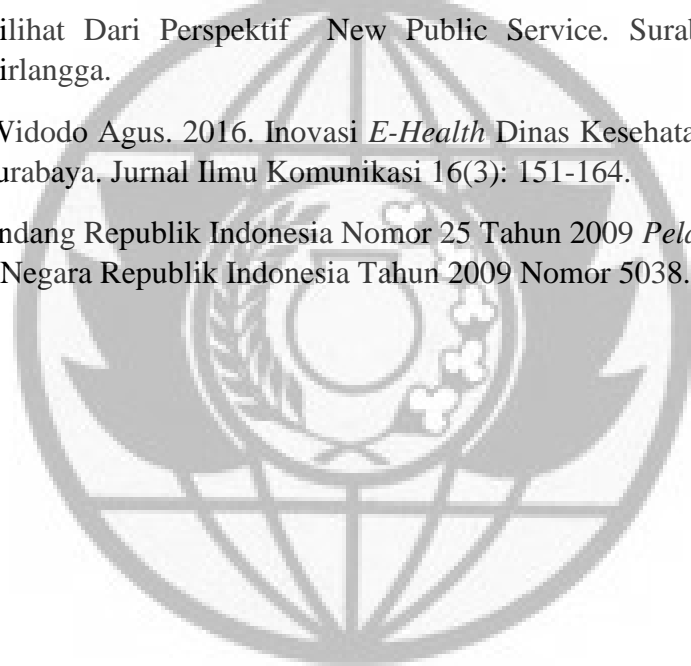 ilihat Dari Perspektif New Public Service. Surab
irlangga.
Widodo Agus. 2016. Inovasi E-Health Dinas Kesehata
urabaya. Jurnal Ilmu Komunikasi 16(3): 151-164.
ndang Republik Indonesia Nomor 25 Tahun 2009 Pela
Negara Republik Indonesia Tahun 2009 Nomor 5038.